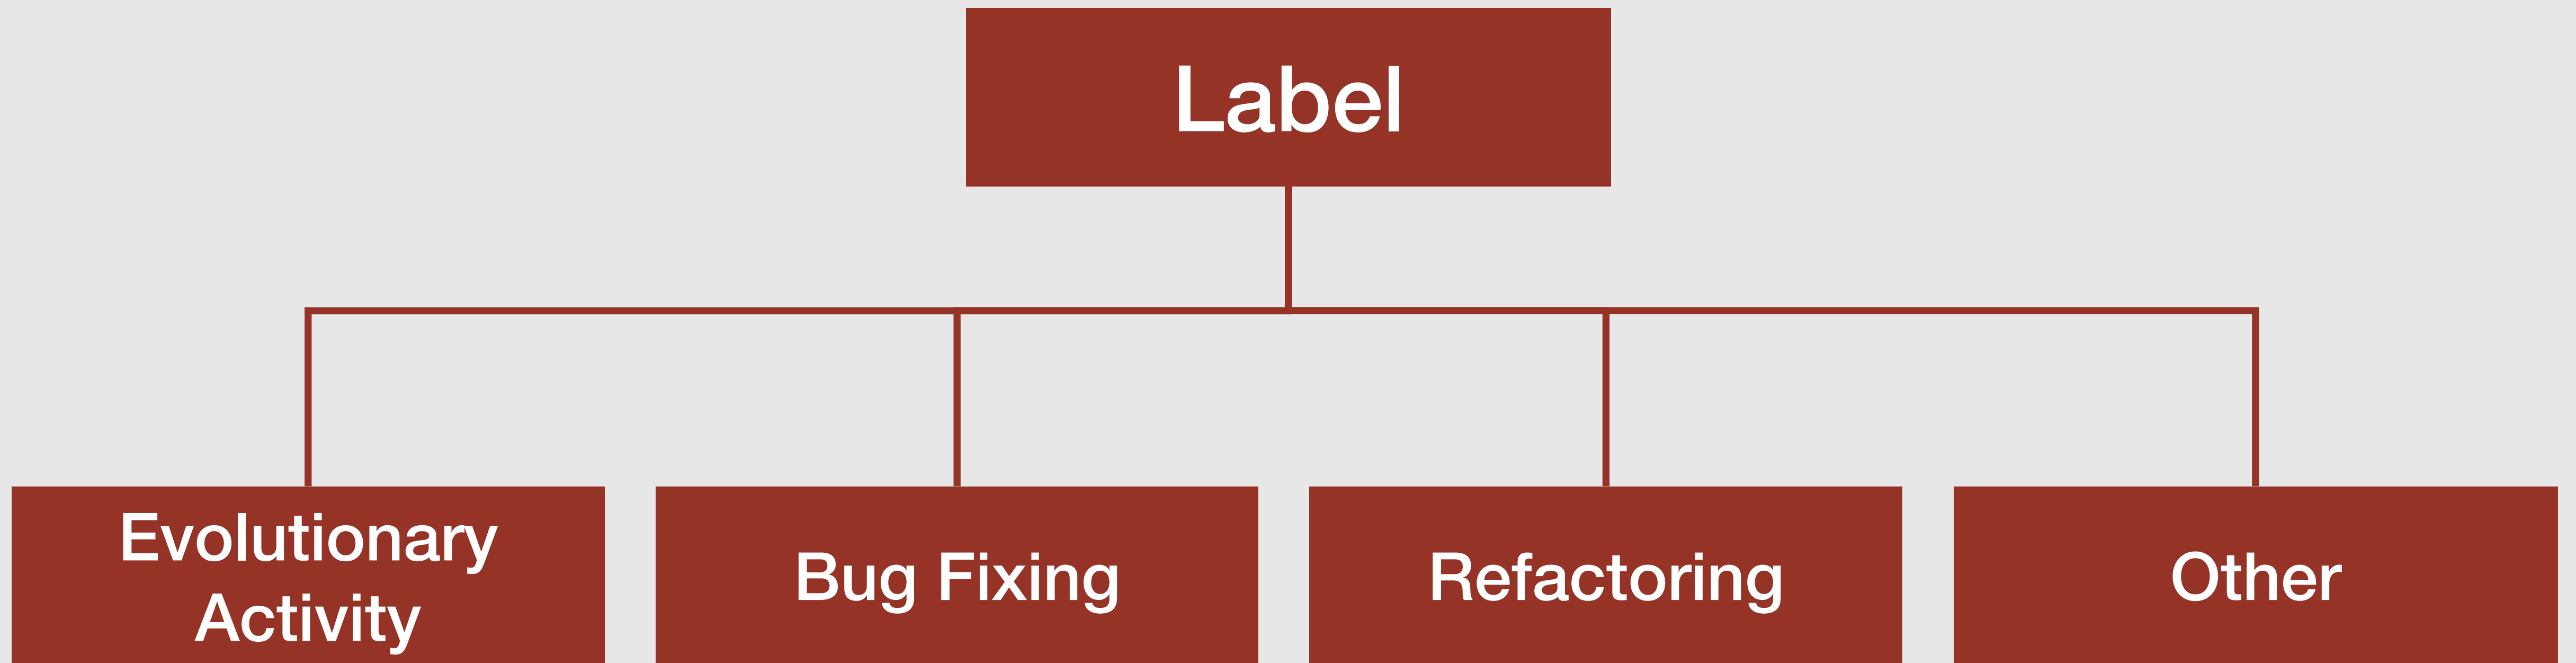 Label
Evolutionary
Activity
Bug Fixing
Refactoring
Other